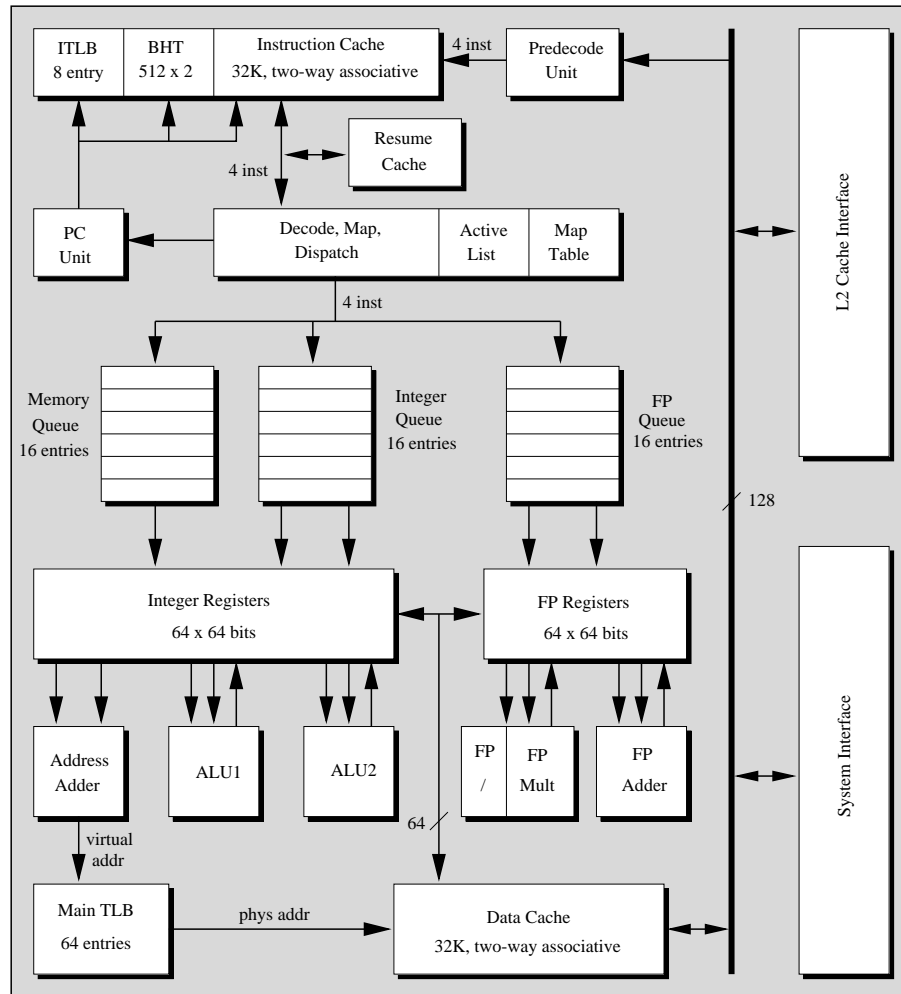 ITLB
8 entry
BHT
512 x 2
Instruction Cache
32K, two-way associative
4 inst
Predecode
Unit
Resume
Cache
4 inst
PC
Unit
Decode, Map,
Dispatch
Active
List
Map
Table
L2 Cache Interface
4 inst
Memory
Queue
16 entries
Integer
Queue
16 entries
FP
Queue
16 entries
128
Integer Registers
64 x 64 bits
FP Registers
64 x 64 bits
Address
Adder
ALU1
ALU2
FP
/
FP
Mult
FP
Adder
System Interface
64
virtual
addr
Main TLB
64 entries
phys addr
Data Cache
32K, two-way associative